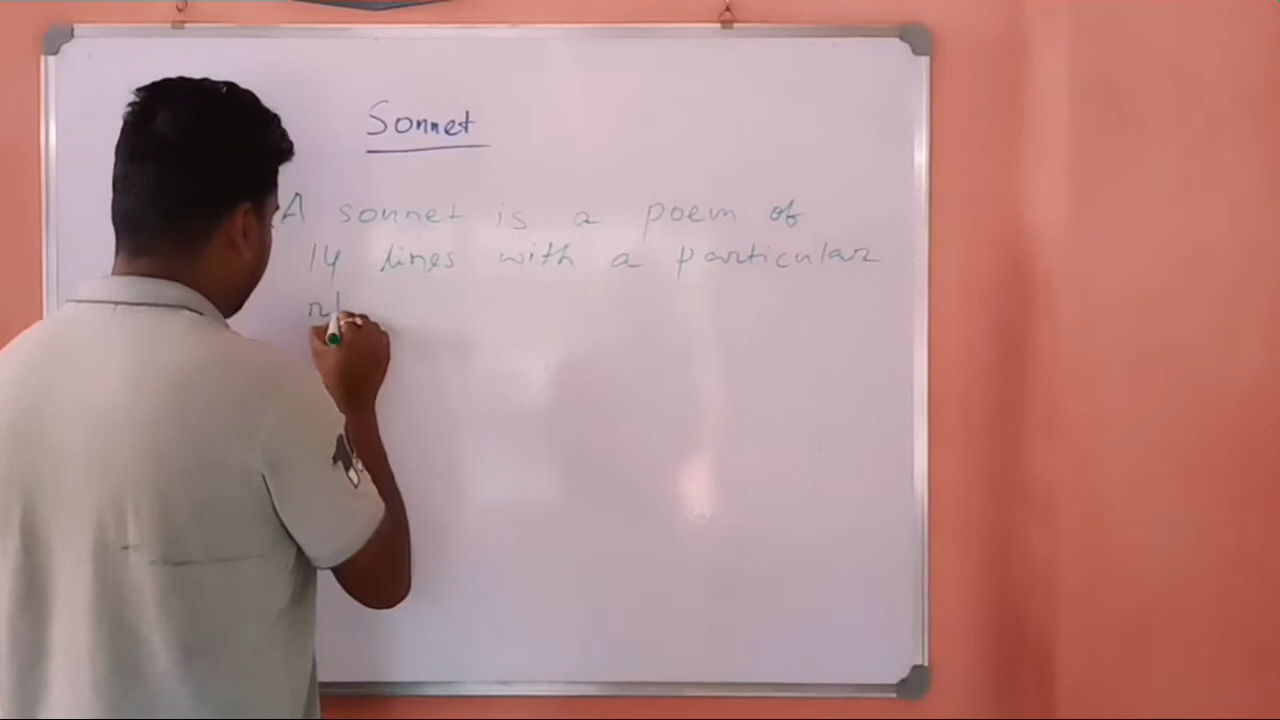 Sonnet
A sonnet is a poem of
14 lines with a particular
rh